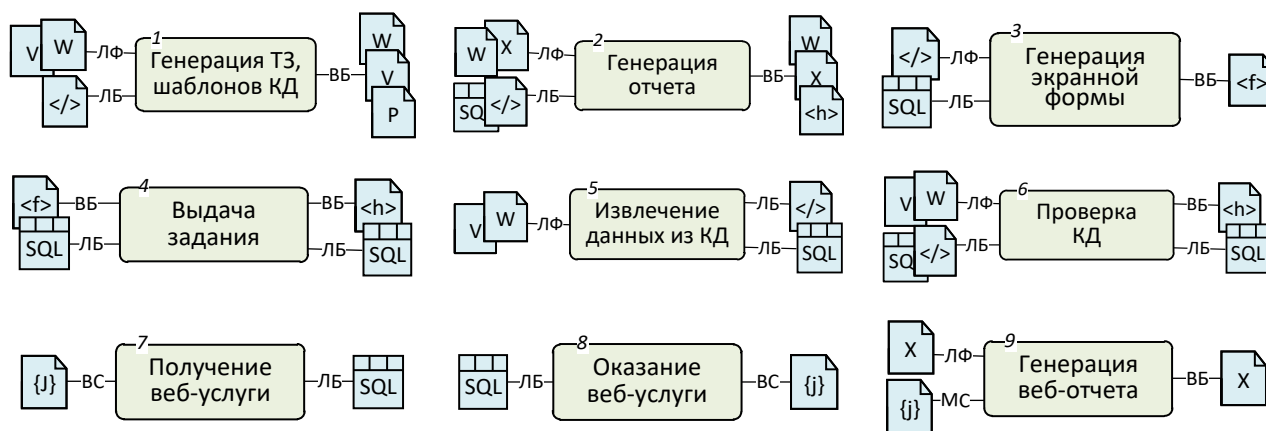 1
V
W
ЛФ
</>
ЛБ
Генерация ТЗ,
шаблонов КД
ВБ
W
V
P
2
W
X
ЛФ
SQL
</>
ЛБ
Генерация
отчета
ВБ
W
X
<h>
3
</>
ЛФ
SQL
ЛБ
Генерация
экранной
формы
ВБ
<f>
4
<f>
ВБ
SQL
ЛБ
Выдача
задания
ВБ
<h>
ЛБ
SQL
5
V
W
ЛФ
Извлечение
данных из КД
ЛБ
</>
ЛБ
SQL
6
V
W
ЛФ
SQL
</>
ЛБ
Проверка
КД
ВБ
<h>
ЛБ
SQL
7
{J}
ВС
Получение
веб-услуги
ЛБ
SQL
8
SQL
ЛБ
Оказание
веб-услуги
ВС
{j}
9
X
ЛФ
{j}
МС
Генерация
веб-отчета
ВБ
X